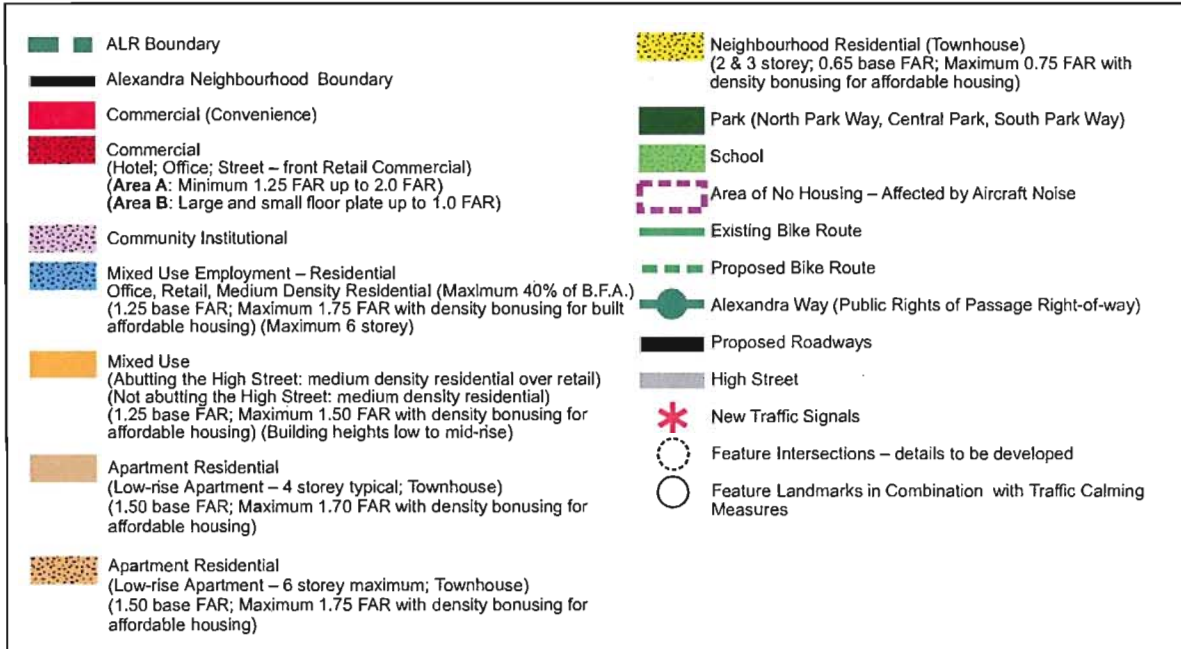 ALR Boundary
Alexandra Neighbourhood Boundary
Commercial (Convenience)
Commercial
(Hotel; Office; Street – front Retail Commercial)
(Area A: Minimum 1.25 FAR up to 2.0 FAR)
(Area B: Large and small floor plate up to 1.0 FAR)
Community Institutional
Mixed Use Employment – Residential
Office, Retail, Medium Density Residential (Maximum 40% of B.F.A.)
(1.25 base FAR; Maximum 1.75 FAR with density bonusing for built
affordable housing) (Maximum 6 storey)
Mixed Use
(Abutting the High Street: medium density residential over retail)
(Not abutting the High Street: medium density residential)
(1.25 base FAR; Maximum 1.50 FAR with density bonusing for
affordable housing) (Building heights low to mid-rise)
Apartment Residential
(Low-rise Apartment – 4 storey typical; Townhouse)
(1.50 base FAR; Maximum 1.70 FAR with density bonusing for
affordable housing)
Apartment Residential
(Low-rise Apartment – 6 storey maximum; Townhouse)
(1.50 base FAR; Maximum 1.75 FAR with density bonusing for
affordable housing)
Neighbourhood Residential (Townhouse)
(2 & 3 storey; 0.65 base FAR; Maximum 0.75 FAR with
density bonusing for affordable housing)
Park (North Park Way, Central Park, South Park Way)
School
Area of No Housing – Affected by Aircraft Noise
Existing Bike Route
Proposed Bike Route
Alexandra Way (Public Rights of Passage Right-of-way)
Proposed Roadways
High Street
New Traffic Signals
Feature Intersections – details to be developed
Feature Landmarks in Combination with Traffic Calming
Measures